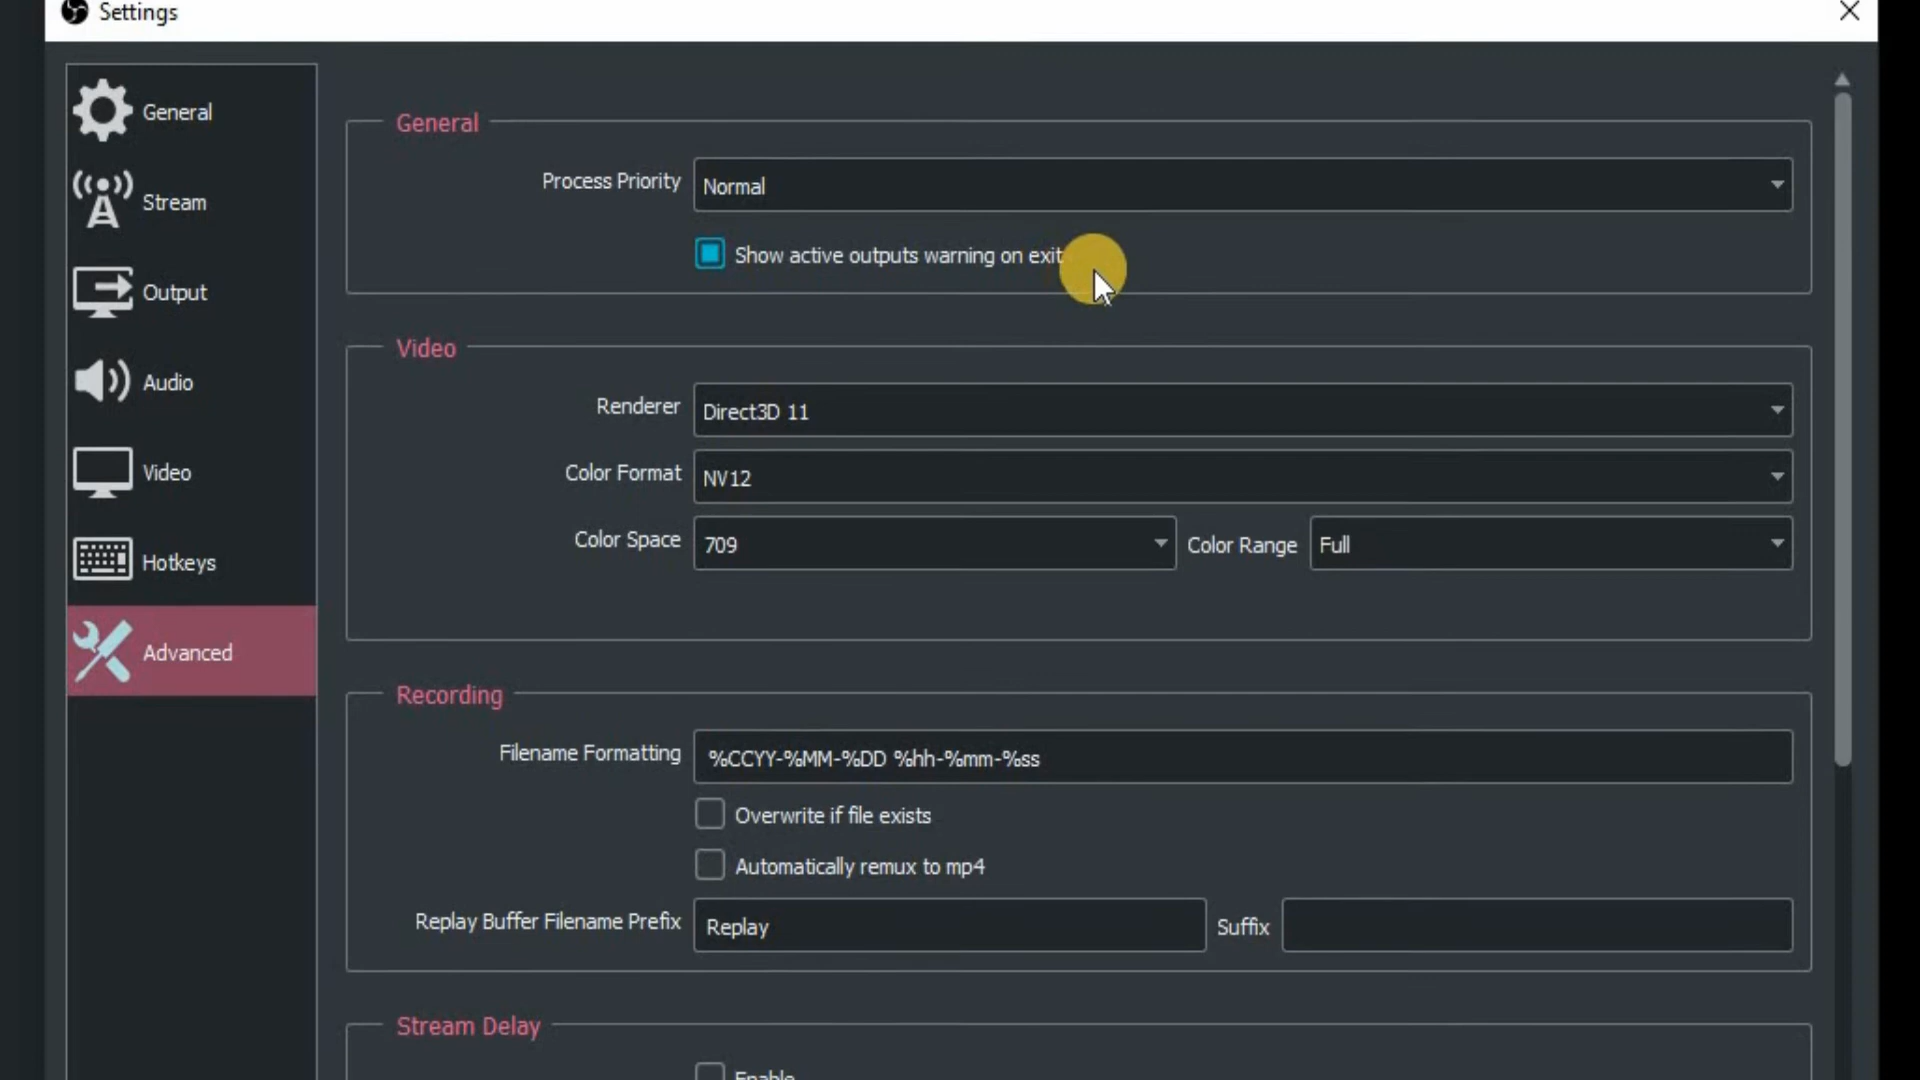 Settings
General
Stream
Output
Audio
Video
Hotkeys
Advanced
General
Process Priority Normal
Show active outputs warning on exit
Video
Renderer Direct3D 11
Color Format NV12
Color Space 709 Color Range Full
Recording
Filename Formatting %CCYY-%MM-%DD %hh-%mm-%ss
Overwrite if file exists
Automatically remux to mp4
Replay Buffer Filename Prefix Replay Suffix
Stream Delay
Enable